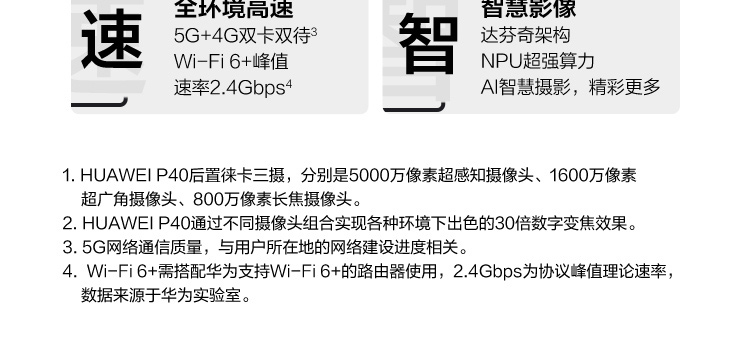 速
全环境高速
5G+4G双卡双待3
Wi-Fi 6+峰值
速率2.4Gbps4
智
智慧影像
达芬奇架构
NPU超强算力
AI智慧摄影，精彩更多
1. HUAWEI P40后置徕卡三摄，分别是5000万像素超感知摄像头、1600万像素
超广角摄像头、800万像素长焦摄像头。
2. HUAWEI P40通过不同摄像头组合实现各种环境下出色的30倍数字变焦效果。
3. 5G网络通信质量，与用户所在地的网络建设进度相关。
4. Wi-Fi 6+需搭配华为支持Wi-Fi 6+的路由器使用，2.4Gbps为协议峰值理论速率，
数据来源于华为实验室。